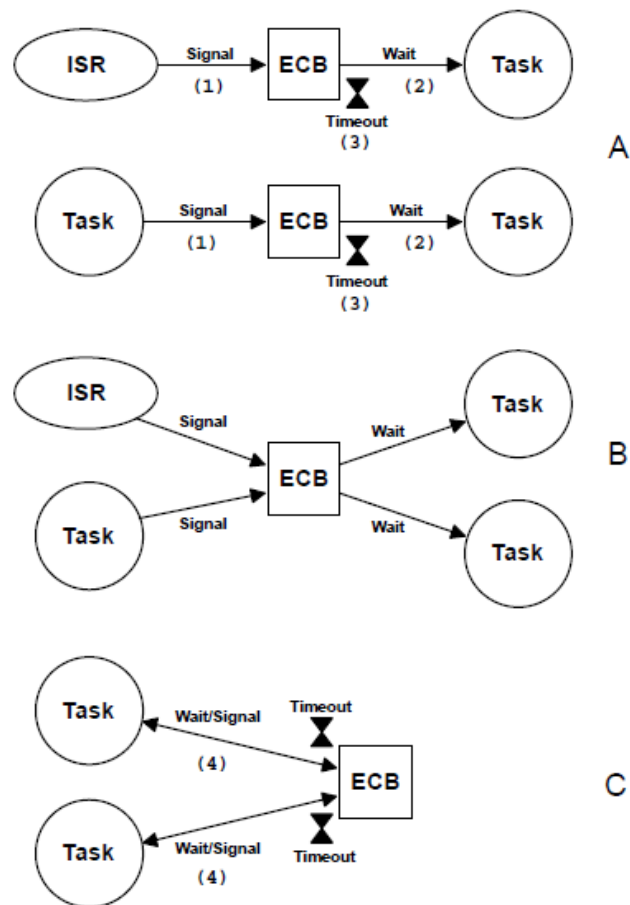 ISR Signal ECB Wait Task
(1) (2)
Timeout
(3)
A
Task Signal ECB Wait Task
(1) (2)
Timeout
(3)
ISR
Signal
Task
Wait
B
ECB
Task
Signal
Wait
Task
Task
Wait/Signal
Timeout
(4)
ECB
C
Task
Wait/Signal
Timeout
(4)